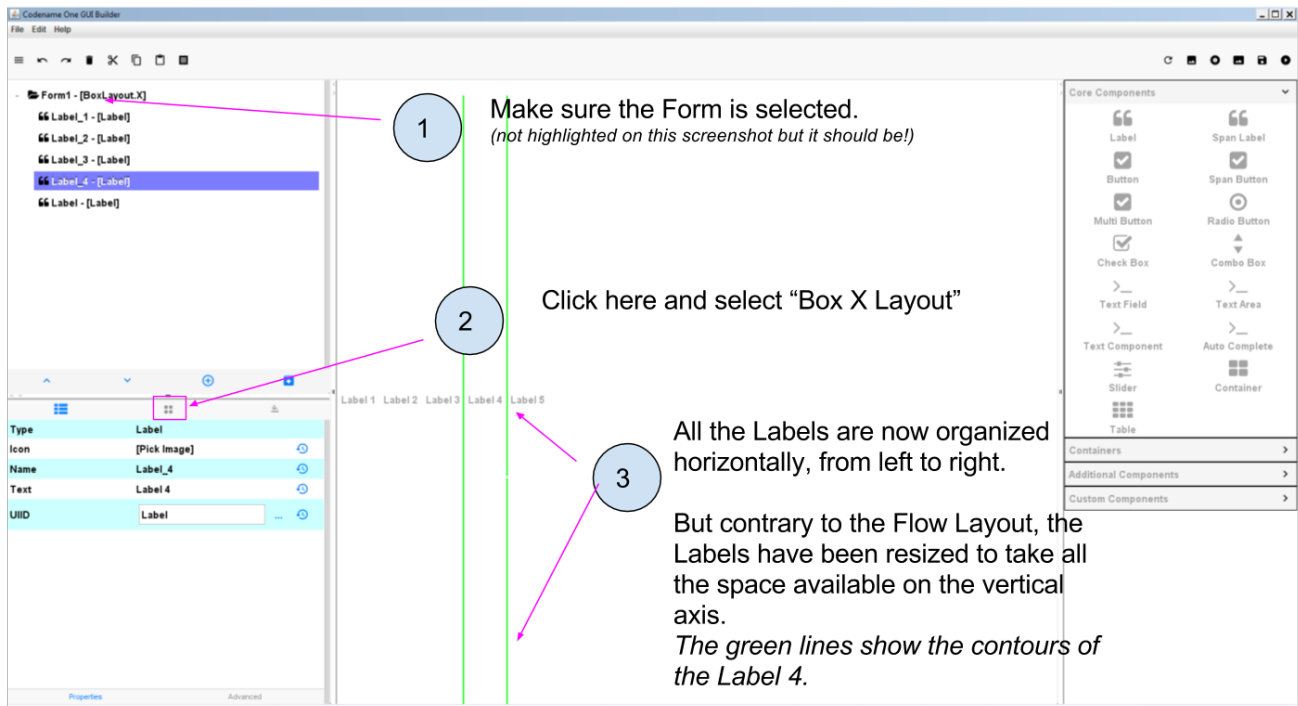 Codename One GUI Builder
File Edit Help
- Form1 - [BoxLayout.X]
Label_1 - [Label]
Label_2 - [Label]
Label_3 - [Label]
Label_4 - [Label]
Label - [Label]
1
Make sure the Form is selected.
(not highlighted on this screenshot but it should be!)
2
Click here and select “Box X Layout”
Label 1 Label 2 Label 3 Label 4 Label 5
3
All the Labels are now organized
horizontally, from left to right.
But contrary to the Flow Layout, the
Labels have been resized to take all
the space available on the vertical
axis.
The green lines show the contours of
the Label 4.
Type Label
Icon [Pick Image]
Name Label_4
Text Label 4
UIID Label ...
Properties Advanced
Core Components
Label Span Label
Button Span Button
Multi Button Radio Button
Check Box Combo Box
Text Field Text Area
Text Component Auto Complete
Slider Container
Table
Containers
Additional Components
Custom Components